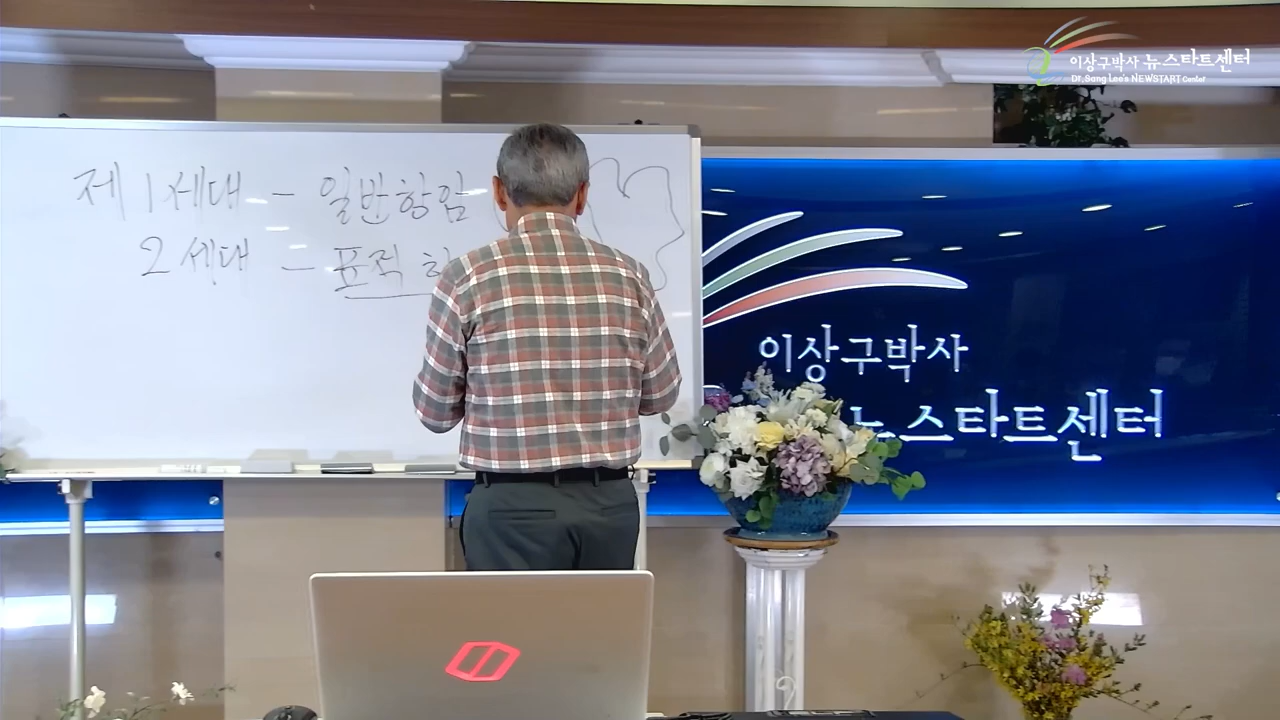 이상구박사 뉴스타트센터
Dr. Sang Lee's NEWSTART Center
제 1세대 - 일반항암
2 세대 - 표적
이상구박사
뉴스타트센터